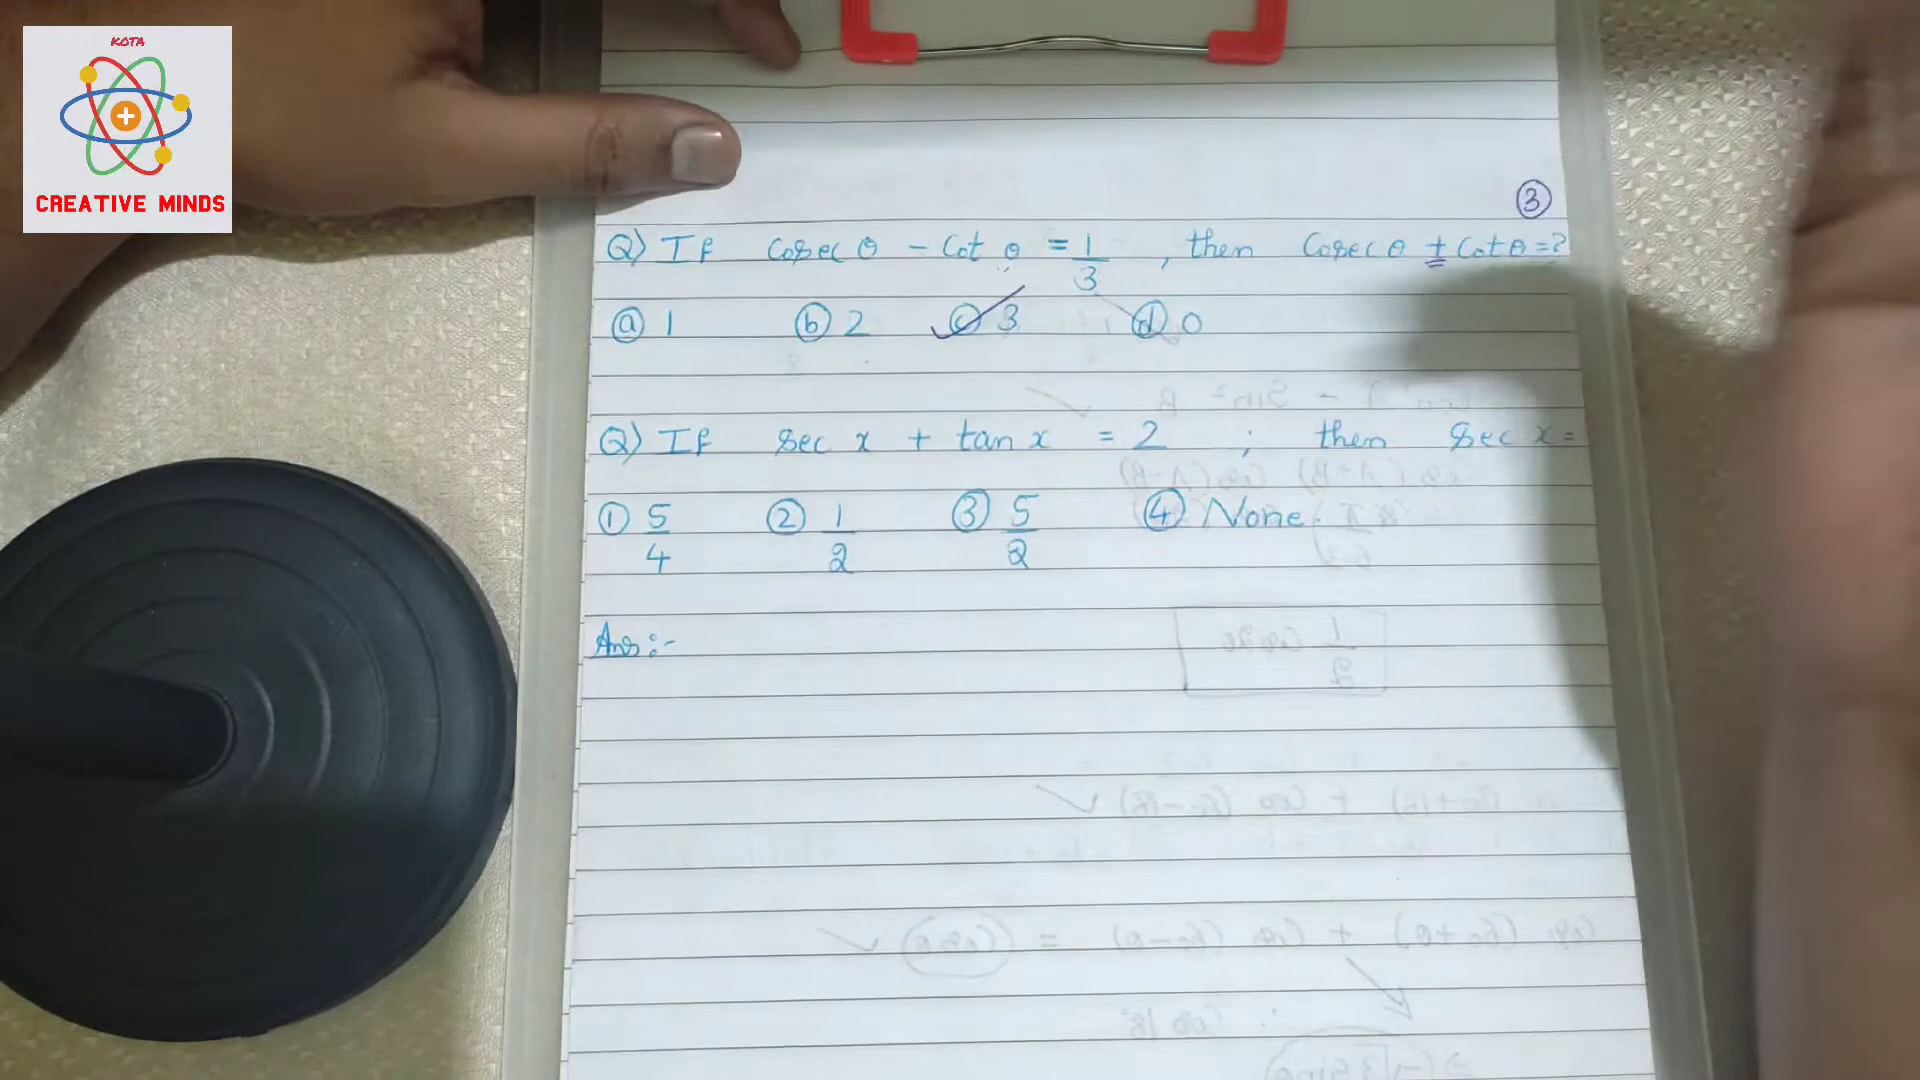 KOTA
CREATIVE MINDS
③
Q) If Cosec θ - Cot θ = 1/3 , then Cosec θ + Cot θ = ?
ⓐ 1 ⓑ 2 ⓒ 3 ⓓ 0
Q) If sec x + tan x = 2 ; then sec x =
① 5/4 ② 1/2 ③ 5/2 ④ None.
Ans :-